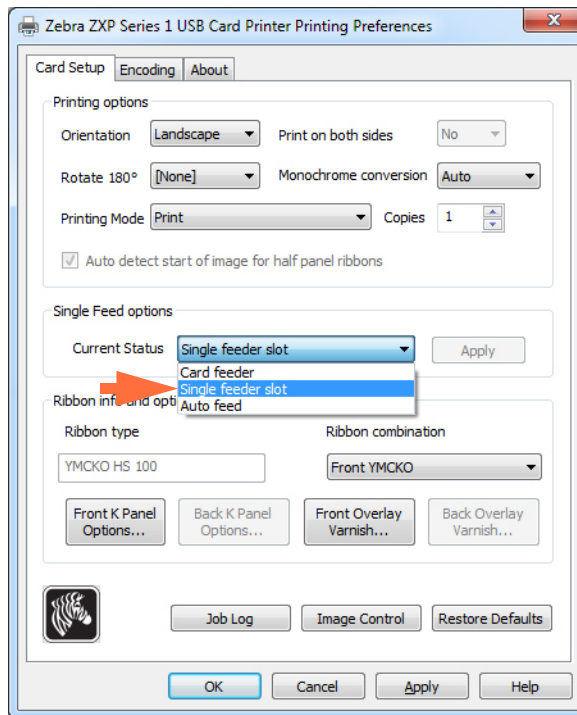 Zebra ZXP Series 1 USB Card Printer Printing Preferences
Card Setup Encoding About
Printing options
Orientation Landscape Print on both sides No
Rotate 180° [None] Monochrome conversion Auto
Printing Mode Print Copies 1
Auto detect start of image for half panel ribbons
Single Feed options
Current Status Single feeder slot Apply
Card feeder
Single feeder slot
Auto feed
Ribbon info and opti
Ribbon type Ribbon combination
YMCKO HS 100 Front YMCKO
Front K Panel Options... Back K Panel Options... Front Overlay Varnish... Back Overlay Varnish...
Job Log Image Control Restore Defaults
OK Cancel Apply Help